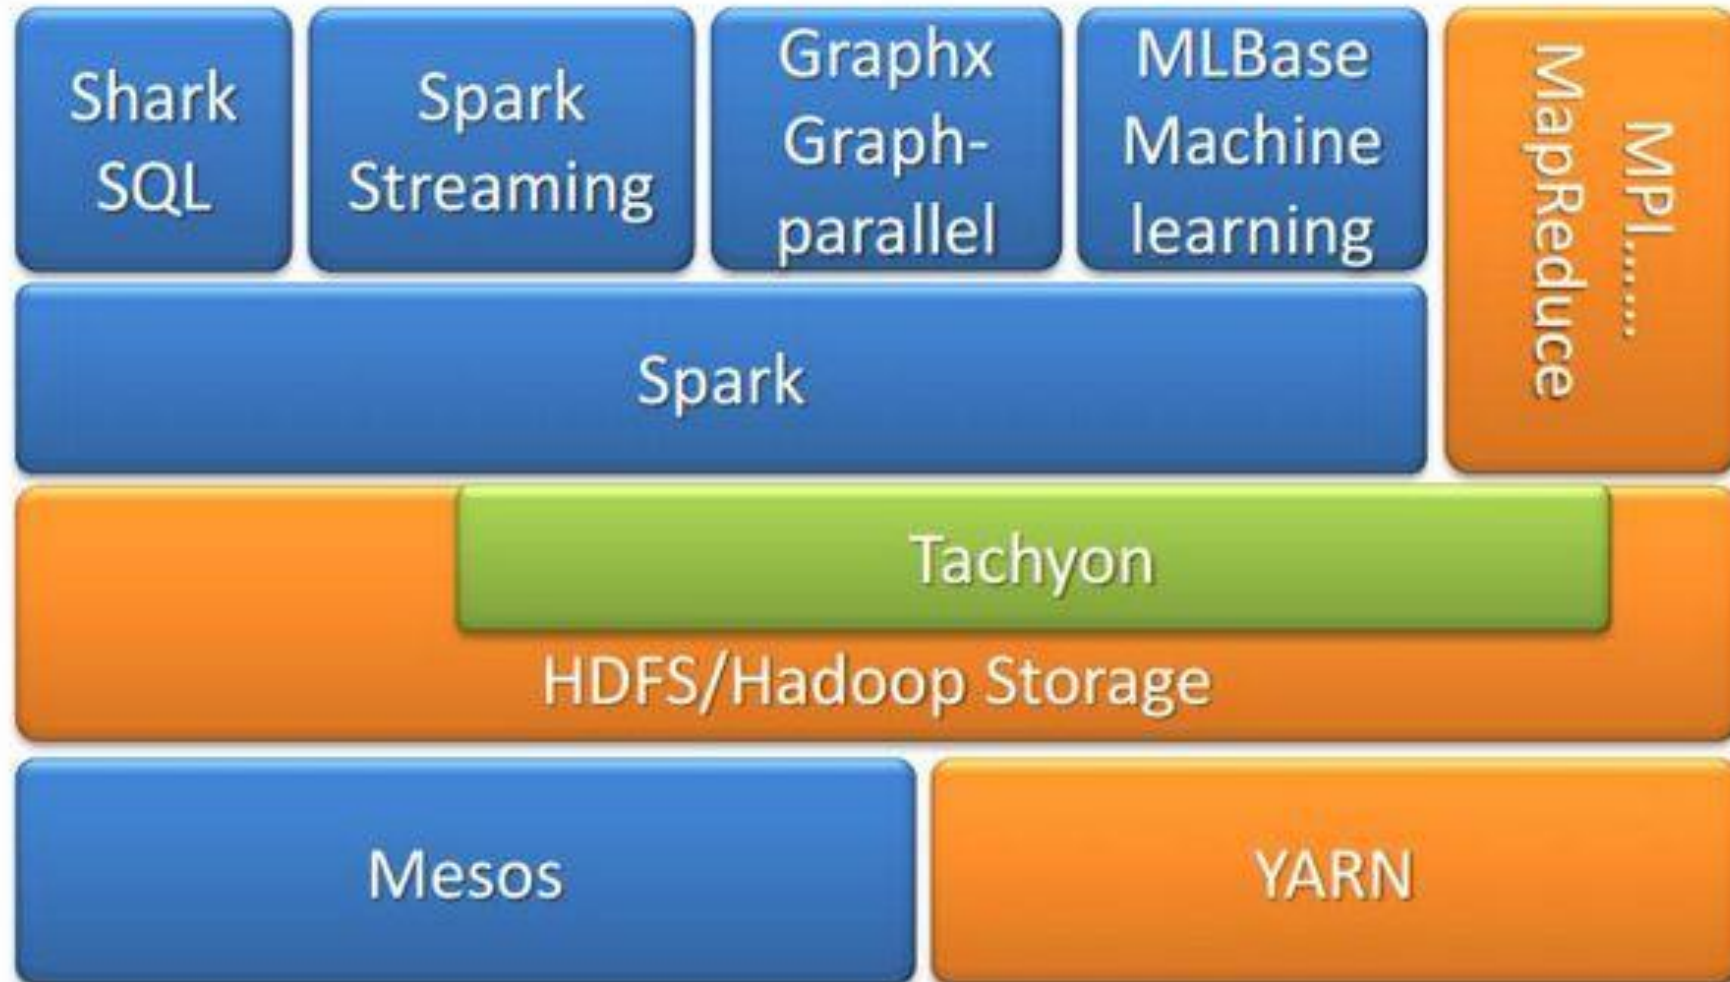 Shark
SQL
Spark
Streaming
Graphx
Graph-
parallel
MLBase
Machine
learning
MPI......
MapReduce
Spark
Tachyon
HDFS/Hadoop Storage
Mesos
YARN